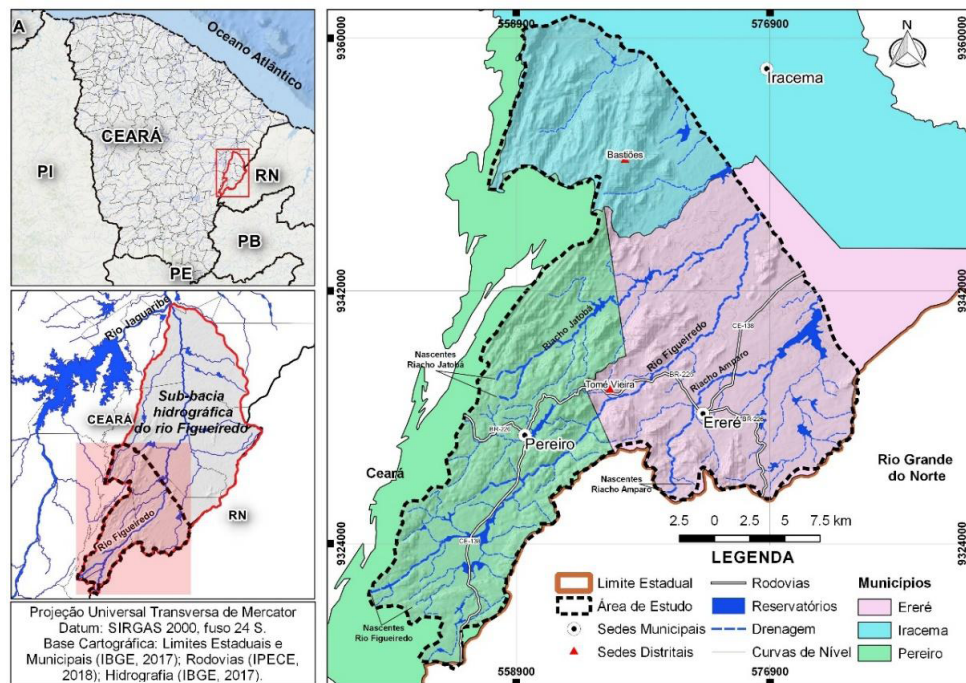 A
Oceano
Atlântico
CEARÁ
PI
RN
PB
PE
Rio Jaguaribe
CEARÁ
Sub-bacia
hidrográfica
do rio Figueiredo
Rio Figueiredo
RN
Projeção Universal Transversa de Mercator
Datum: SIRGAS 2000, fuso 24 S.
Base Cartográfica: Limites Estaduais e
Municipais (IBGE, 2017); Rodovias (IPECE,
2018); Hidrografia (IBGE, 2017).
558900
576900
9360000
N
Iracema
Bastiões
9342000
Riacho Jatobá
CE-138
Nascentes
Riacho Jatobá
Rio Figueiredo
Riacho Amparo
BR-226
Tomé Vieira
Ereré
BR-226
BR-226
Pereiro
Ceará
Nascentes
Riacho Amparo
Rio Grande
do Norte
CE-138
9324000
2.5 0 2.5 5 7.5 km
Nascentes
Rio Figueiredo
LEGENDA
Limite Estadual
Área de Estudo
Sedes Municipais
Sedes Distritais
Rodovias
Reservatórios
Drenagem
Curvas de Nível
Municípios
Ereré
Iracema
Pereiro
558900
576900